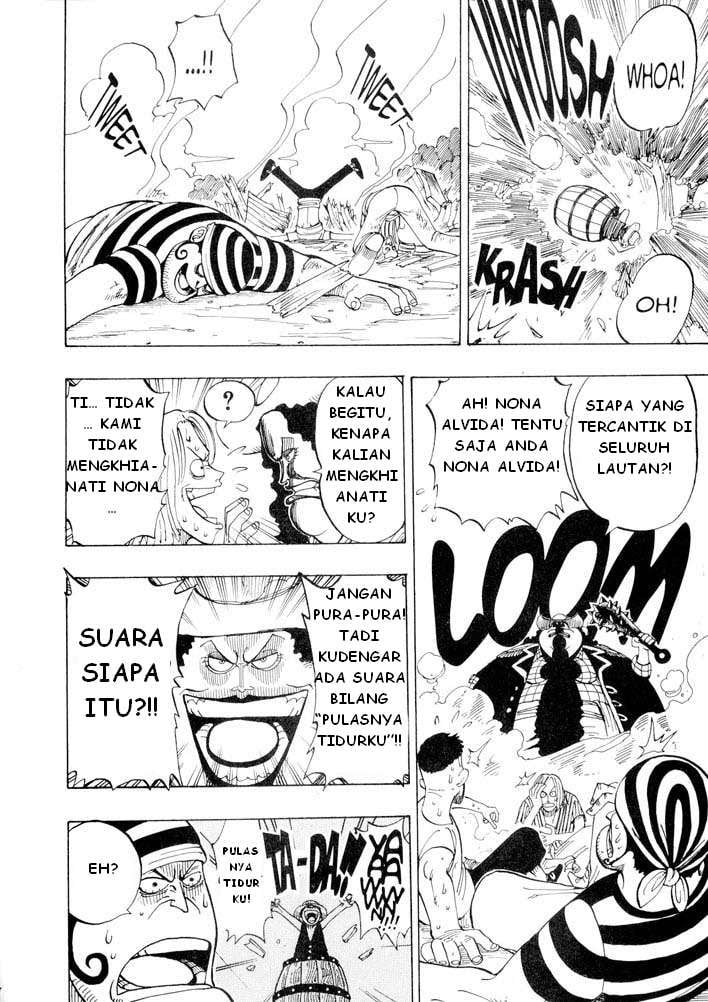 WHOA!
WOOSH
KRASH
OH!
...!!
TWEET
TWEET
SIAPA YANG
TERCANTIK DI
SELURUH
LAUTAN?!
AH! NONA
ALVIDA! TENTU
SAJA ANDA
NONA ALVIDA!
LOOM
KALAU
BEGITU,
KENAPA
KALIAN
MENGKHI
ANATI
KU?
?
TI... TIDAK
... KAMI
TIDAK
MENGKHIA-
NATI NONA
...
JANGAN
PURA-PURA!
TADI
KUDENGAR
ADA SUARA
BILANG
“PULASNYA
TIDURKU”!!
SUARA
SIAPA
ITU?!!
TA-DA!!
PULAS
NYA
TIDUR
KU!
EH?